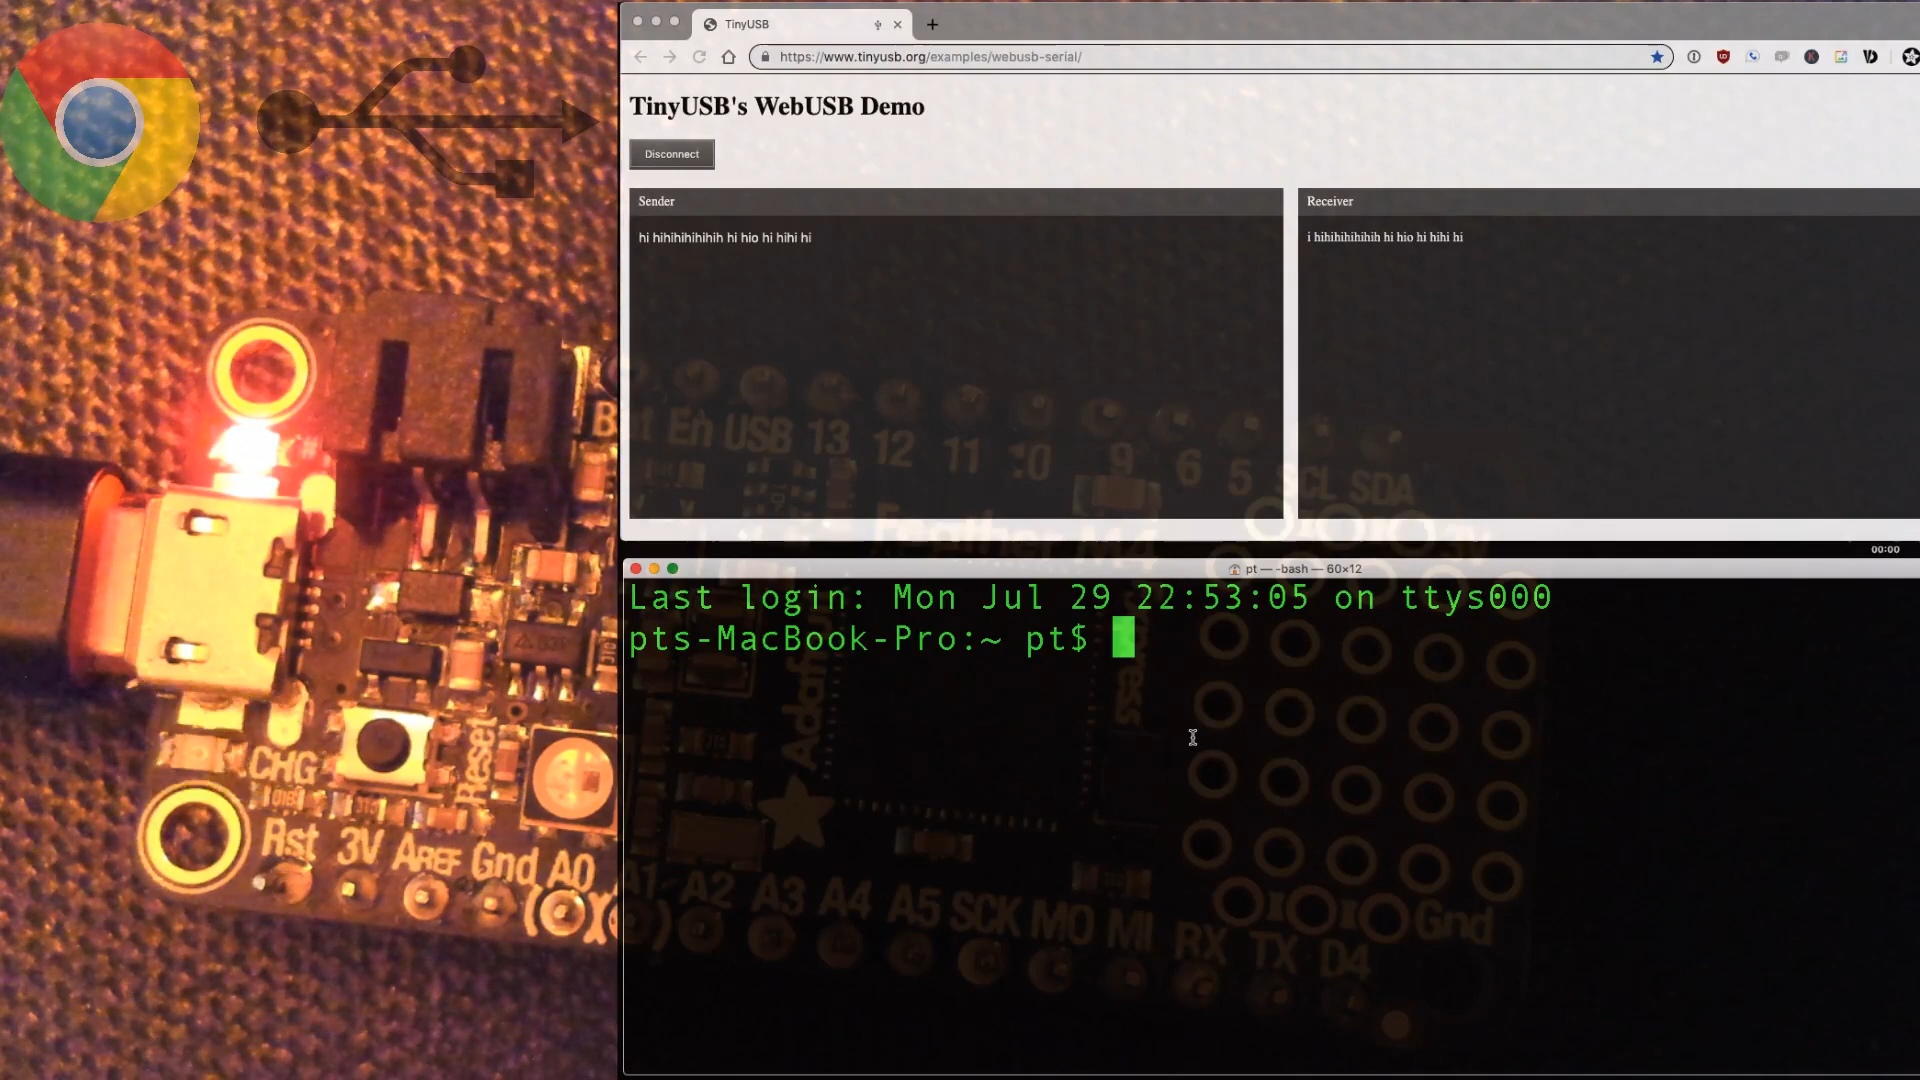 TinyUSB
https://www.tinyusb.org/examples/webusb-serial/
TinyUSB's WebUSB Demo
Disconnect
Sender
Receiver
hi hihihihihihih hi hio hi hihi hi
i hihihihihihih hi hio hi hihi hi
En USB 13 12 11 10 9 6 5 SCL SDA
Feather M4
00:00
pt — -bash — 60×12
Last login: Mon Jul 29 22:53:05 on ttys000
pts-MacBook-Pro:~ pt$
Reset
CHG
Rst 3V AREF Gnd A0 A1 A2 A3 A4 A5 SCK MO MI RX TX D4
Gnd